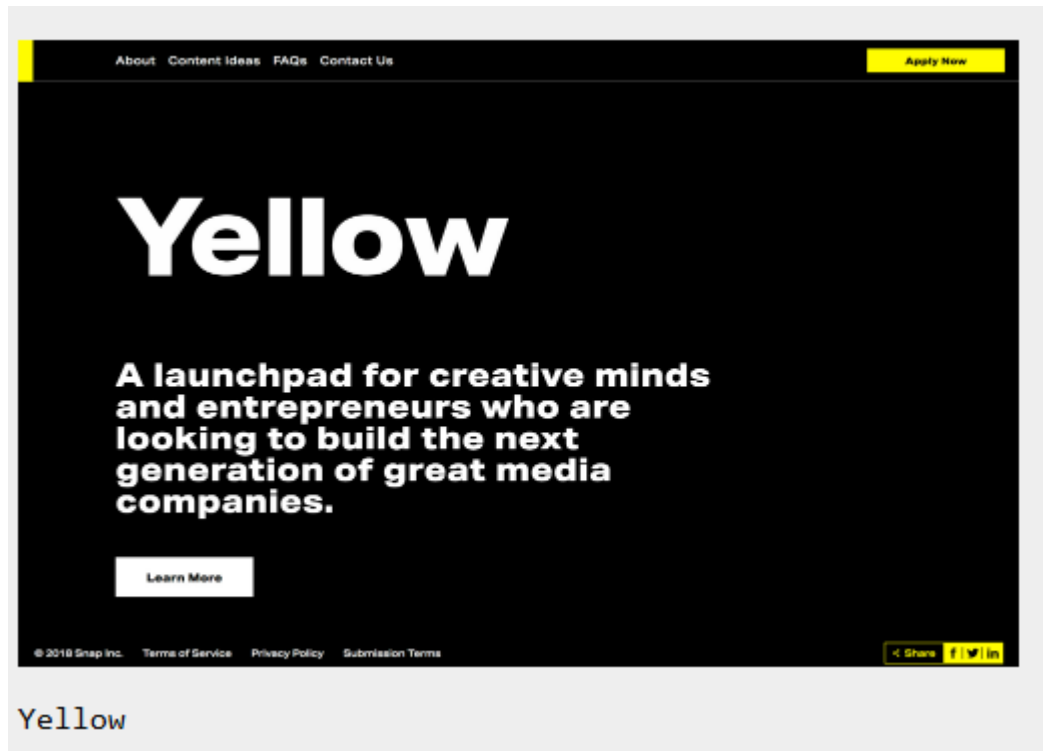 About Content Ideas FAQs Contact Us Apply Now
Yellow
A launchpad for creative minds
and entrepreneurs who are
looking to build the next
generation of great media
companies.
Learn More
© 2018 Snap Inc. Terms of Service Privacy Policy Submission Terms Share f in
Yellow